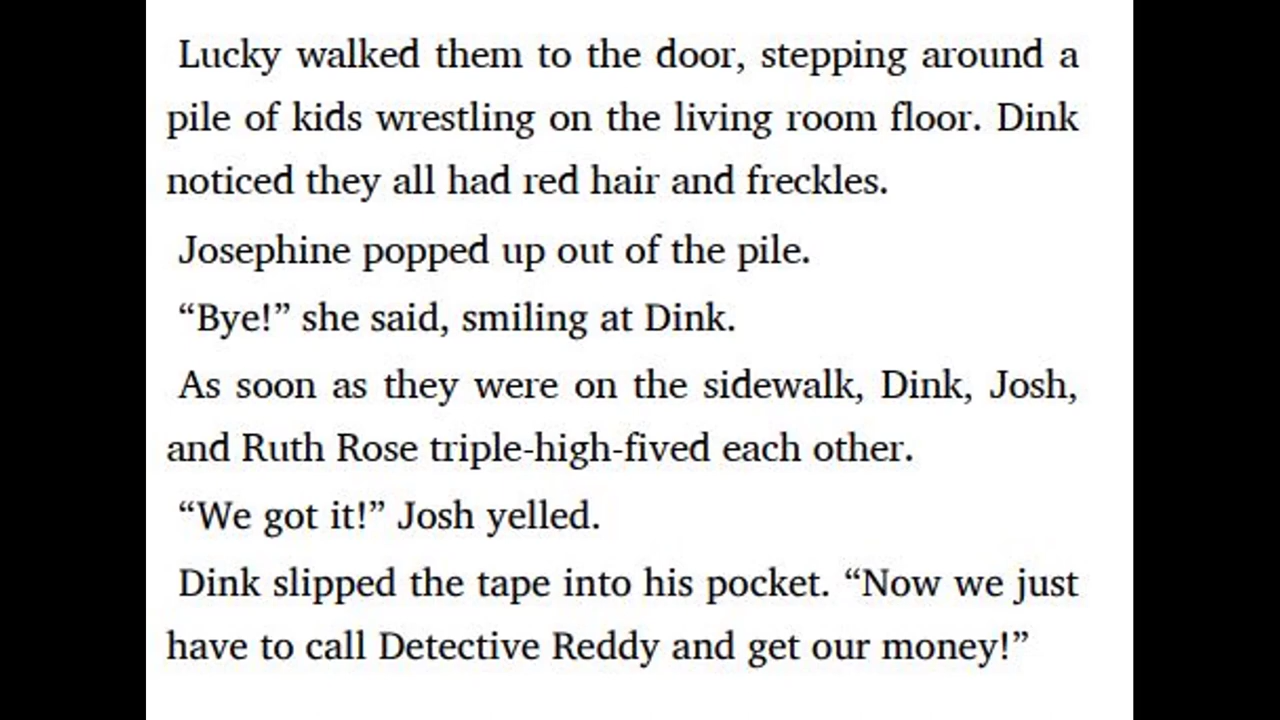 Lucky walked them to the door, stepping around a
pile of kids wrestling on the living room floor. Dink
noticed they all had red hair and freckles.
Josephine popped up out of the pile.
“Bye!” she said, smiling at Dink.
As soon as they were on the sidewalk, Dink, Josh,
and Ruth Rose triple-high-fived each other.
“We got it!” Josh yelled.
Dink slipped the tape into his pocket. “Now we just
have to call Detective Reddy and get our money!”